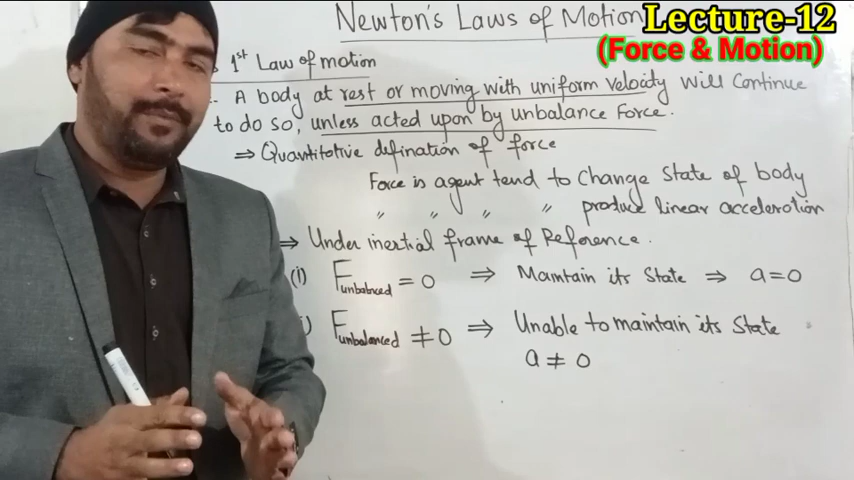 Newton's Laws of Motion Lecture-12
(Force & Motion)
1st Law of motion
A body at rest or moving with uniform velocity will Continue
to do so, unless acted upon by unbalance Force.
⇒ Quantitative defination of force
Force is agent tend to Change State of body
" " " " produce linear acceleration
⇒ Under inertial frame of Reference.
(i) Funbalnced = 0 ⇒ Maintain its State ⇒ a=0
) Funbalanced ≠ 0 ⇒ Unable to maintain its State
a ≠ 0